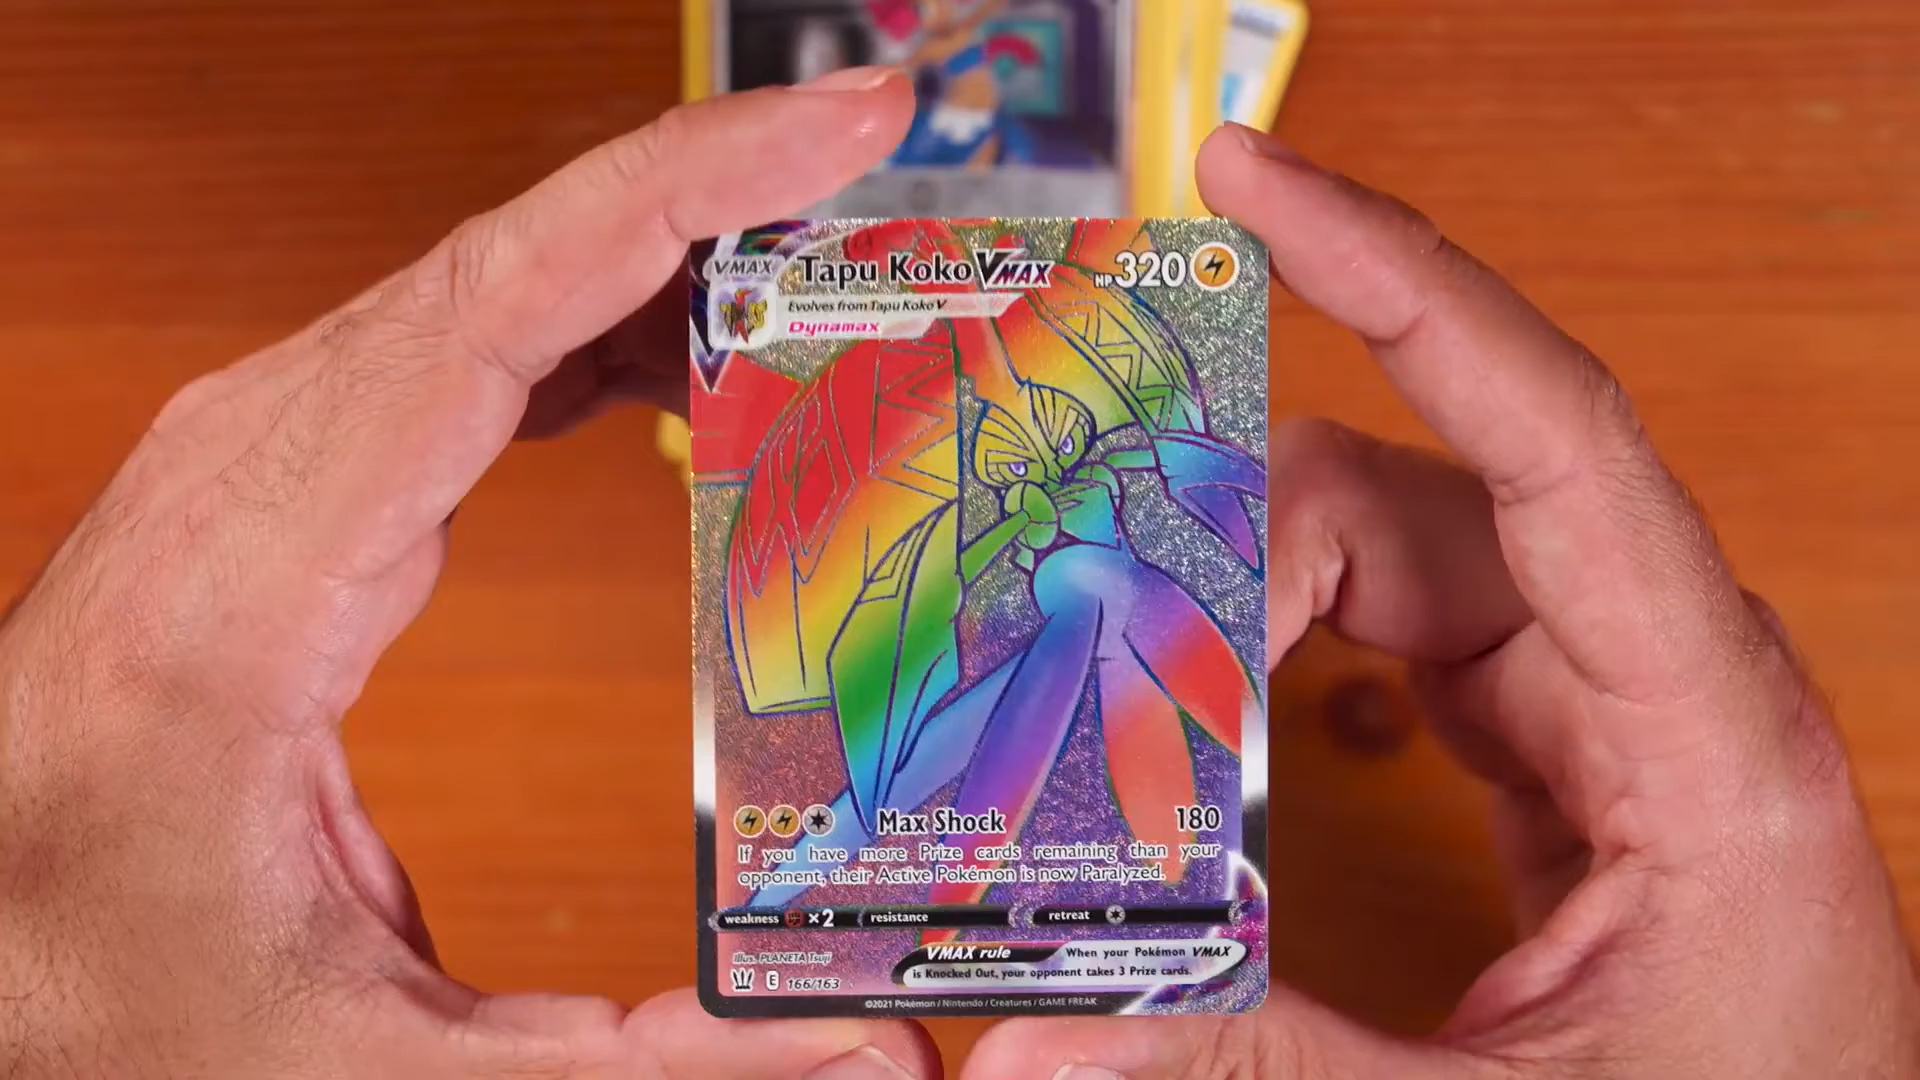 VMAX Tapu Koko VMAX HP 320
Evolves from Tapu Koko V
Dynamax
Max Shock 180
If you have more Prize cards remaining than your
opponent, their Active Pokémon is now Paralyzed.
weakness ×2 resistance retreat
Illus. PLANETA Tsuji
VMAX rule When your Pokémon VMAX
is Knocked Out, your opponent takes 3 Prize cards.
E 166/163
©2021 Pokémon / Nintendo / Creatures / GAME FREAK